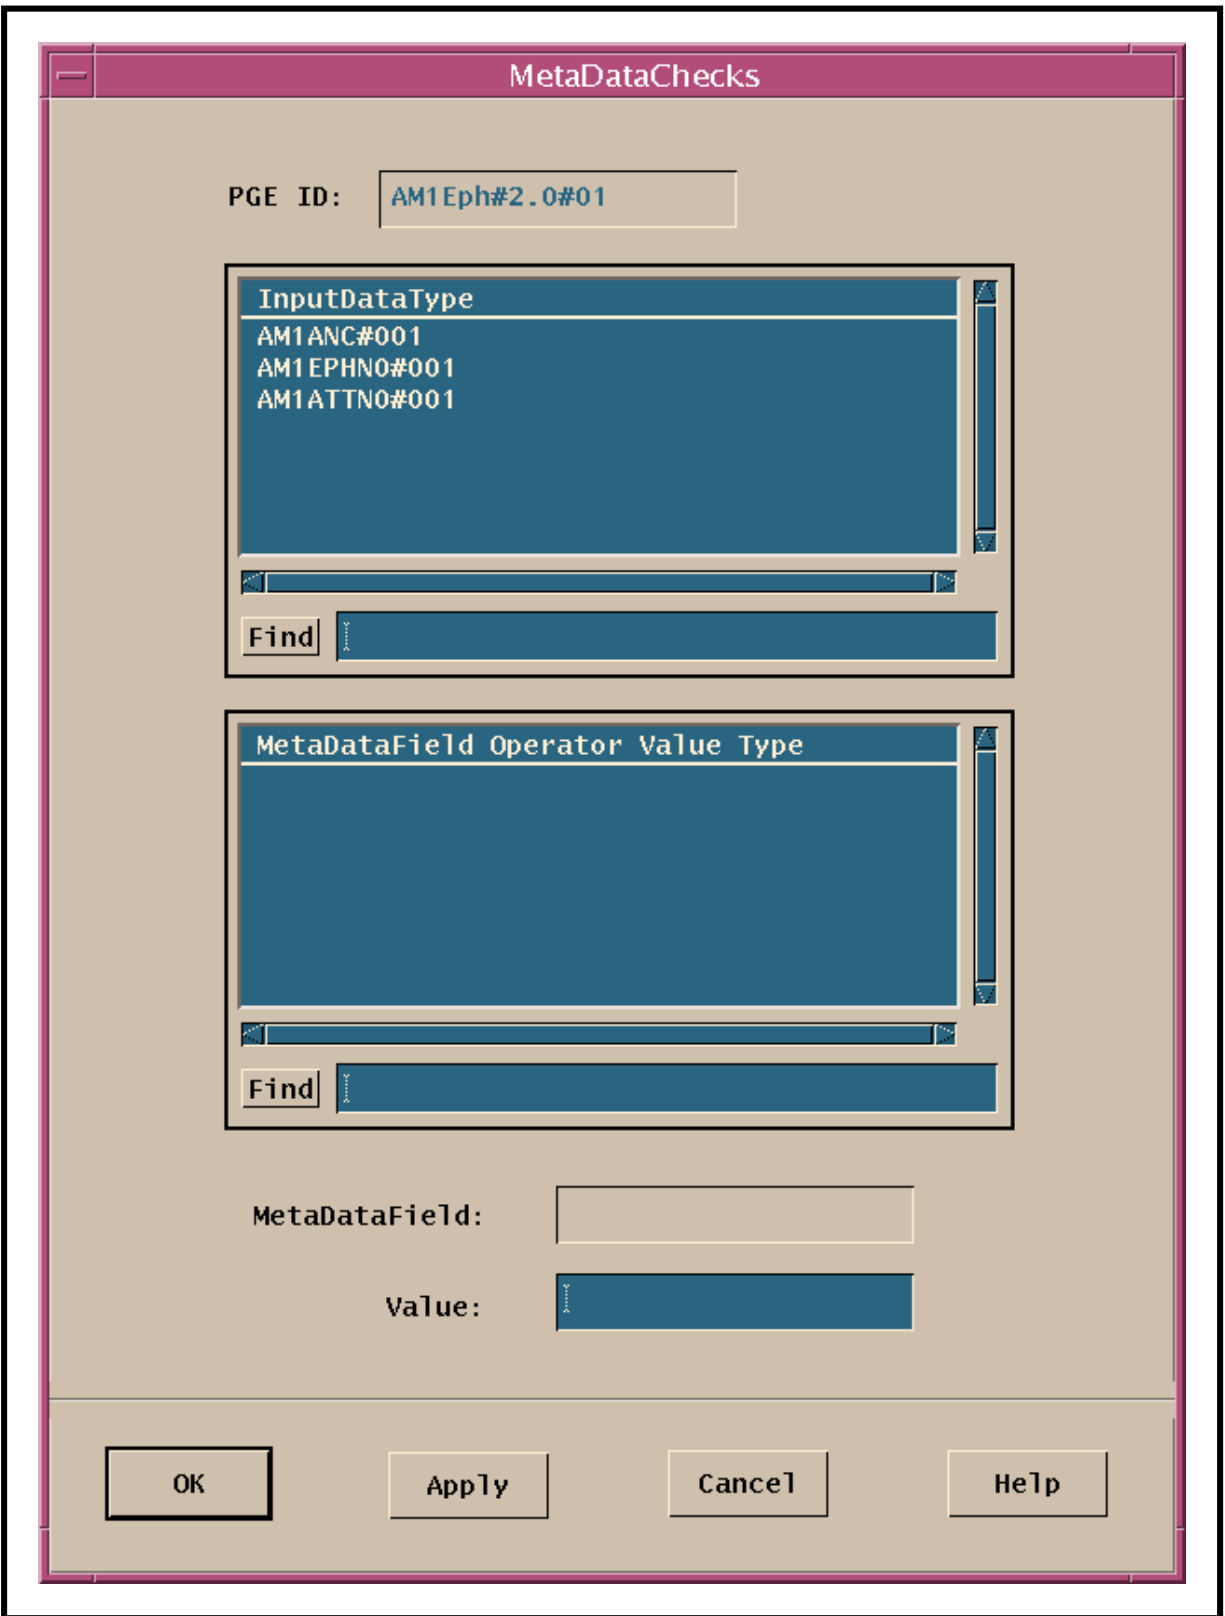 MetaDataChecks
PGE ID: AM1Eph#2.0#01
InputDataType
AM1ANC#001
AM1EPHN0#001
AM1ATTN0#001
Find
MetaDataField Operator Value Type
Find
MetaDataField:
Value:
OK Apply Cancel Help